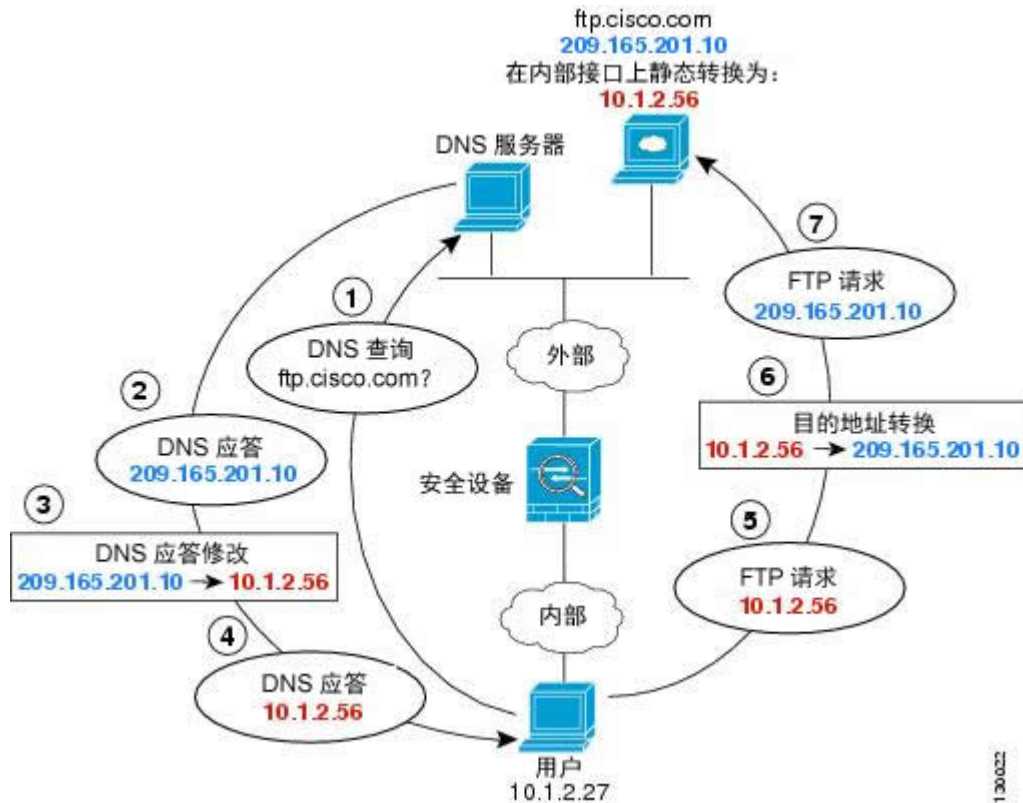 ftp.cisco.com
209.165.201.10
在内部接口上静态转换为：
10.1.2.56
DNS 服务器
7
FTP 请求
209.165.201.10
1
DNS 查询
ftp.cisco.com?
外部
6
目的地址转换
10.1.2.56 → 209.165.201.10
2
DNS 应答
209.165.201.10
安全设备
3
DNS 应答修改
209.165.201.10 → 10.1.2.56
5
FTP 请求
10.1.2.56
内部
4
DNS 应答
10.1.2.56
用户
10.1.2.27
130022